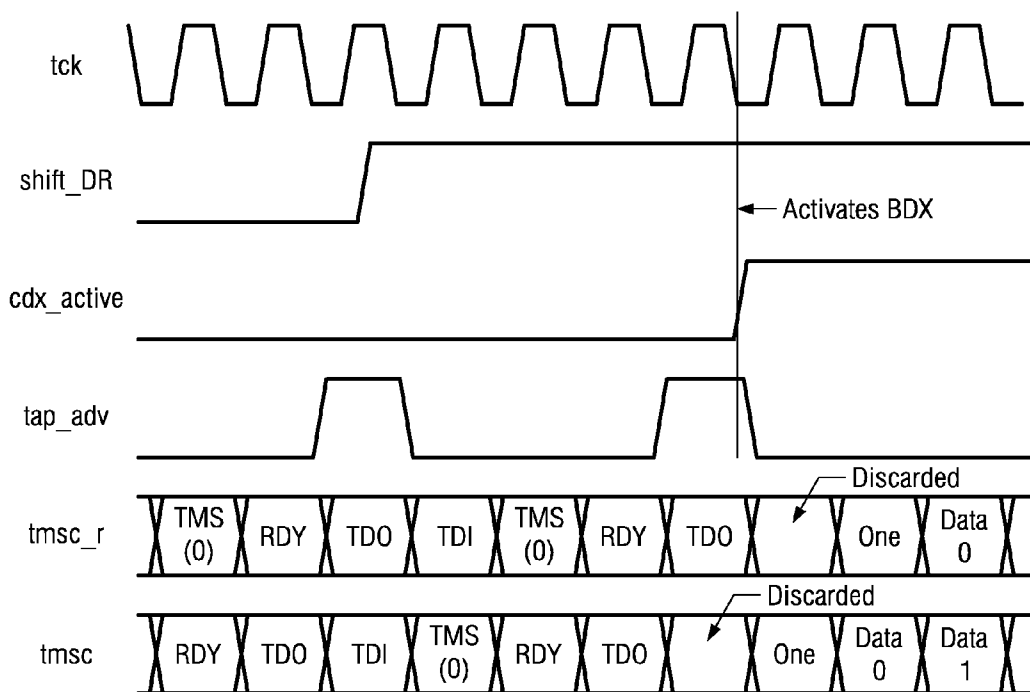 tck
shift_DR
Activates BDX
cdx_active
tap_adv
Discarded
tmsc_r TMS (0) RDY TDO TDI TMS (0) RDY TDO One Data 0
Discarded
tmsc RDY TDO TDI TMS (0) RDY TDO One Data 0 Data 1